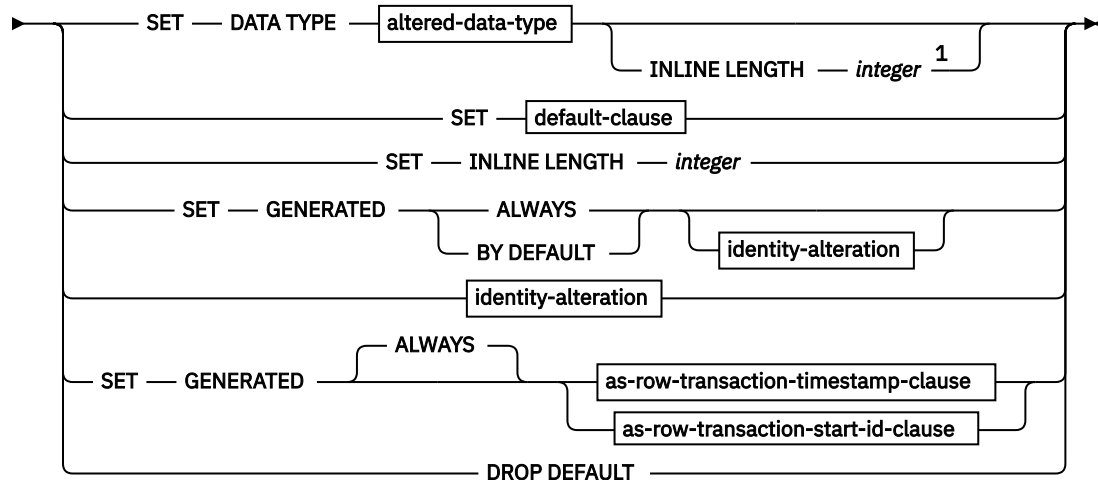 SET DATA TYPE altered-data-type
INLINE LENGTH integer 1
SET default-clause
SET INLINE LENGTH integer
SET GENERATED ALWAYS
BY DEFAULT identity-alteration
identity-alteration
ALWAYS
SET GENERATED as-row-transaction-timestamp-clause
as-row-transaction-start-id-clause
DROP DEFAULT